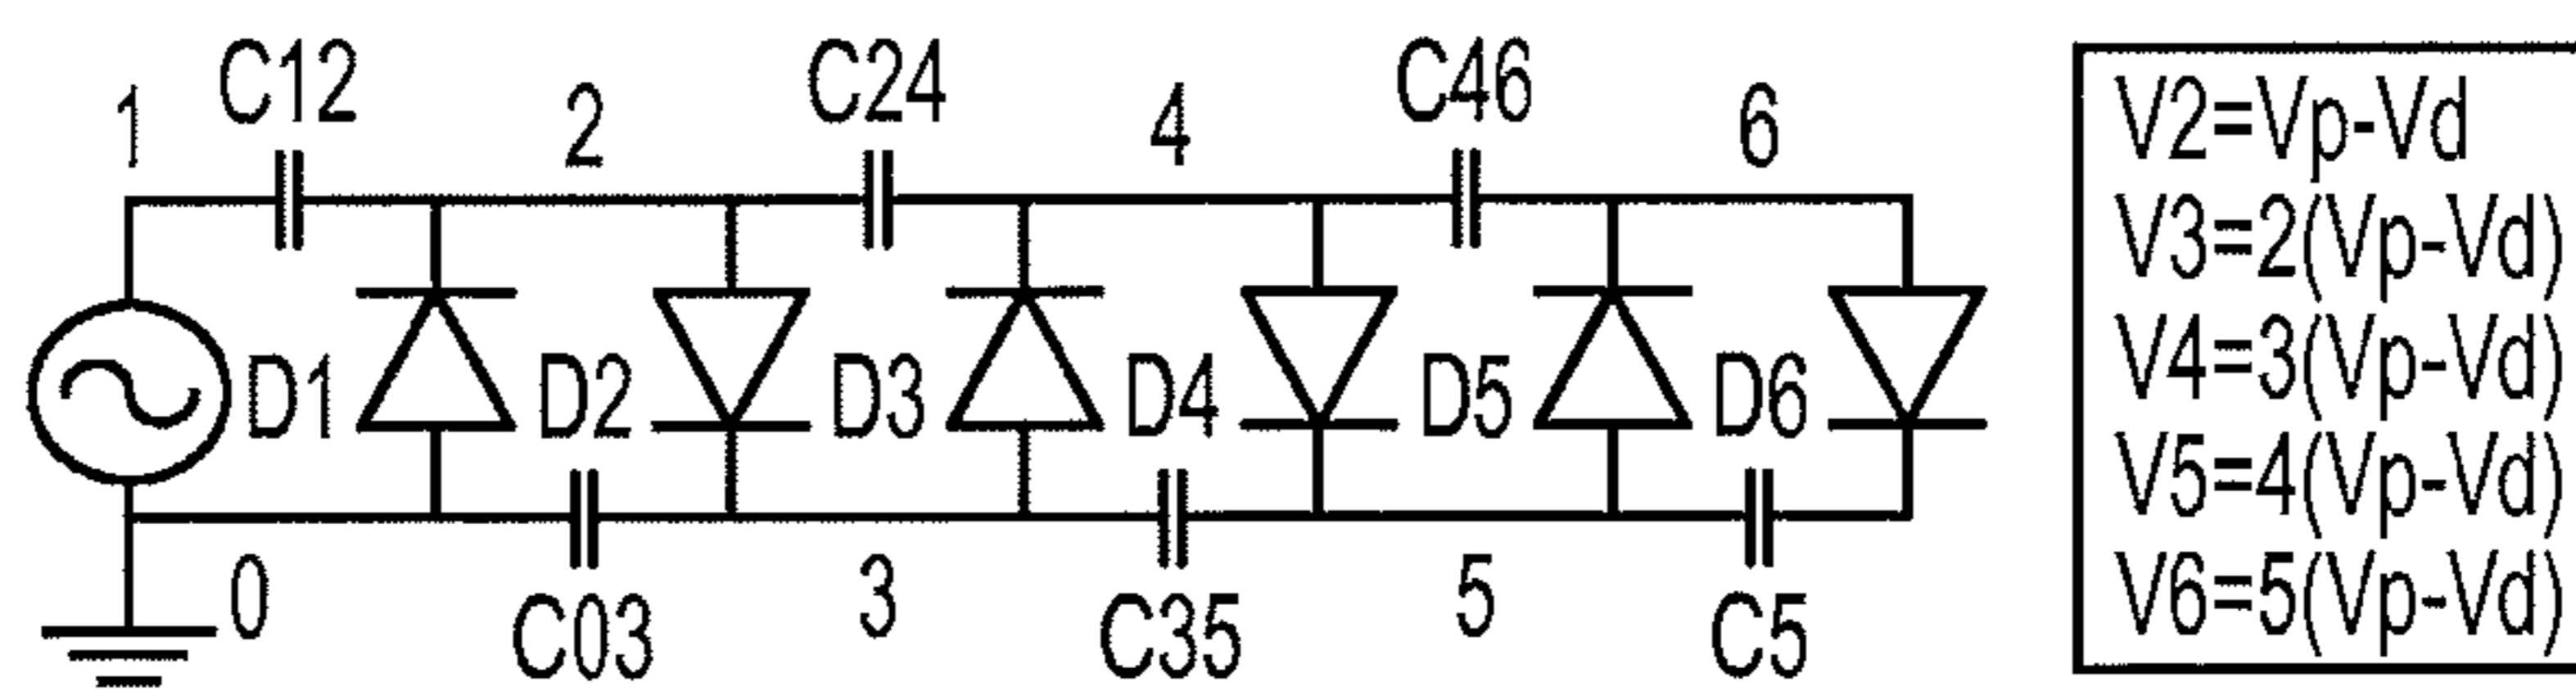 1 C12 2 C24 4 C46 6
D1 D2 D3 D4 D5 D6
0 C03 3 C35 5 C5
V2=Vp-Vd
V3=2(Vp-Vd)
V4=3(Vp-Vd)
V5=4(Vp-Vd)
V6=5(Vp-Vd)